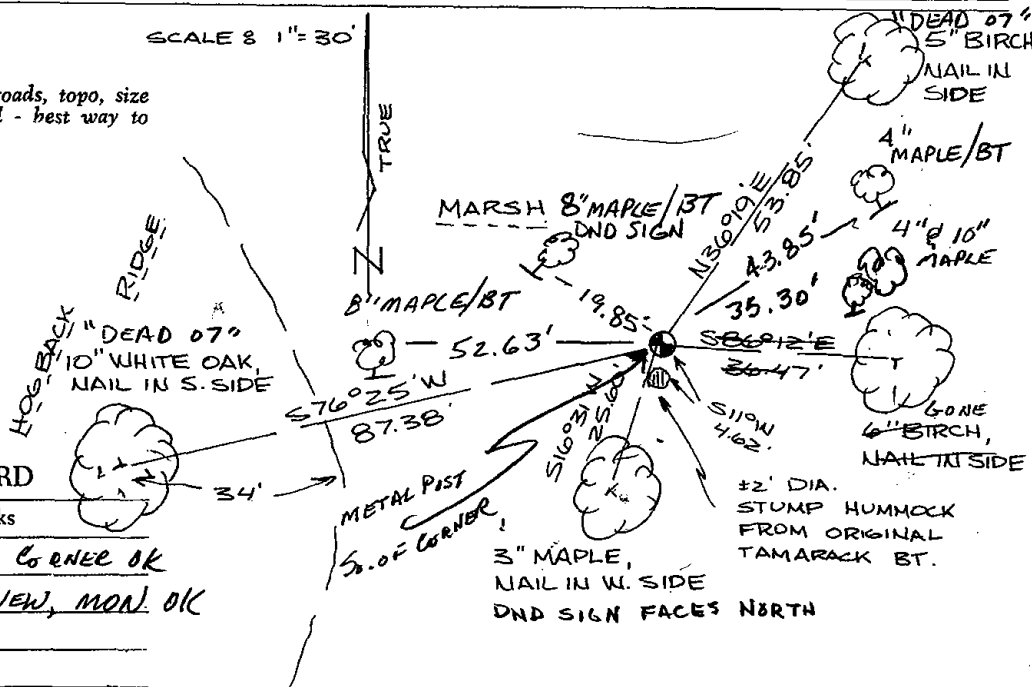 SCALE 8 1"=30'
roads, topo, size
l - best way to
TRUE
N
"DEAD 07"
5" BIRCH
NAIL IN
SIDE
4"
MAPLE/BT
4" & 10"
MAPLE
MARSH
8" MAPLE/BT
DND SIGN
N36°19'E
53.85'
43.85'
35.30'
19.85'
8" MAPLE/BT
52.63'
S86°12'E
36.47'
HOGBACK RIDGE
"DEAD 07"
10" WHITE OAK,
NAIL IN S. SIDE
S76°25'W
87.38'
34'
S16°31'W
25.60'
S11°W
4.62'
GONE
6" BIRCH,
NAIL IN SIDE
METAL POST
So. OF CORNER
±2' DIA.
STUMP HUMMOCK
FROM ORIGINAL
TAMARACK BT.
3" MAPLE,
NAIL IN W. SIDE
DND SIGN FACES NORTH
RD
ks
CORNER OK
IEW, MON. OK